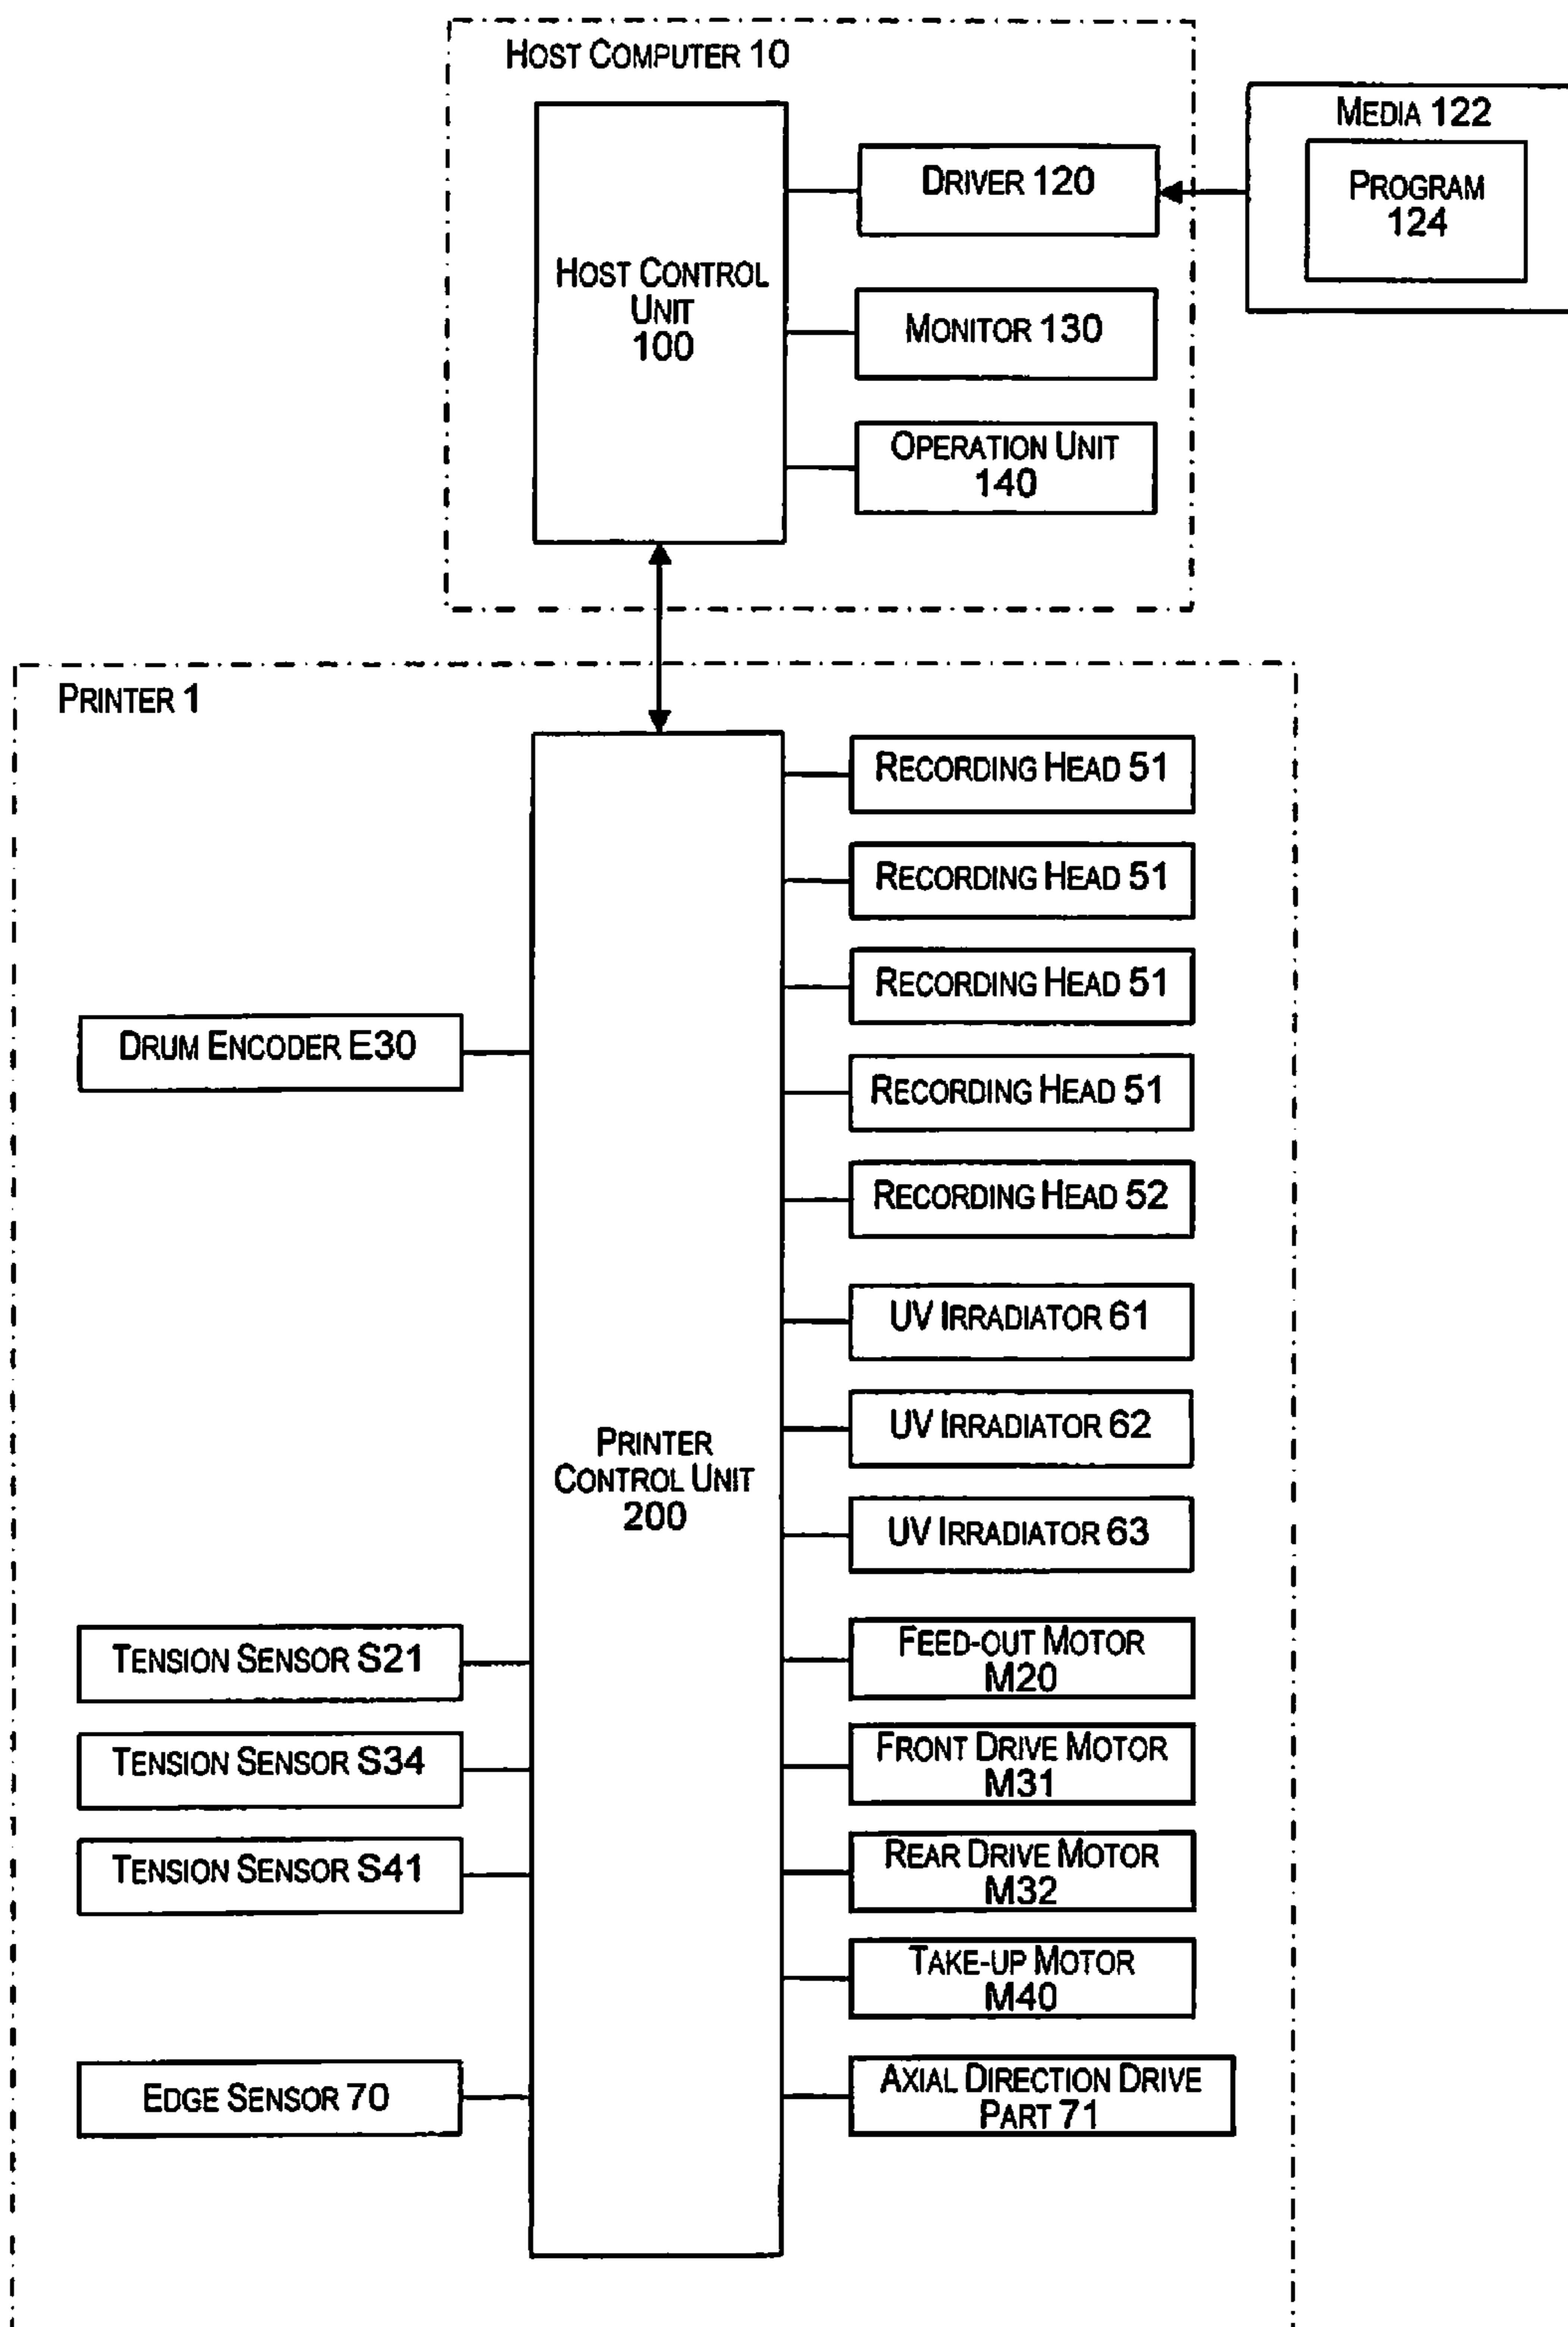 HOST COMPUTER 10
MEDIA 122
PROGRAM
124
DRIVER 120
HOST CONTROL
UNIT
100
MONITOR 130
OPERATION UNIT
140
PRINTER 1
RECORDING HEAD 51
RECORDING HEAD 51
RECORDING HEAD 51
DRUM ENCODER E30
RECORDING HEAD 51
RECORDING HEAD 52
UV IRRADIATOR 61
UV IRRADIATOR 62
PRINTER
CONTROL UNIT
200
UV IRRADIATOR 63
TENSION SENSOR S21
FEED-OUT MOTOR
M20
TENSION SENSOR S34
FRONT DRIVE MOTOR
M31
TENSION SENSOR S41
REAR DRIVE MOTOR
M32
TAKE-UP MOTOR
M40
EDGE SENSOR 70
AXIAL DIRECTION DRIVE
PART 71